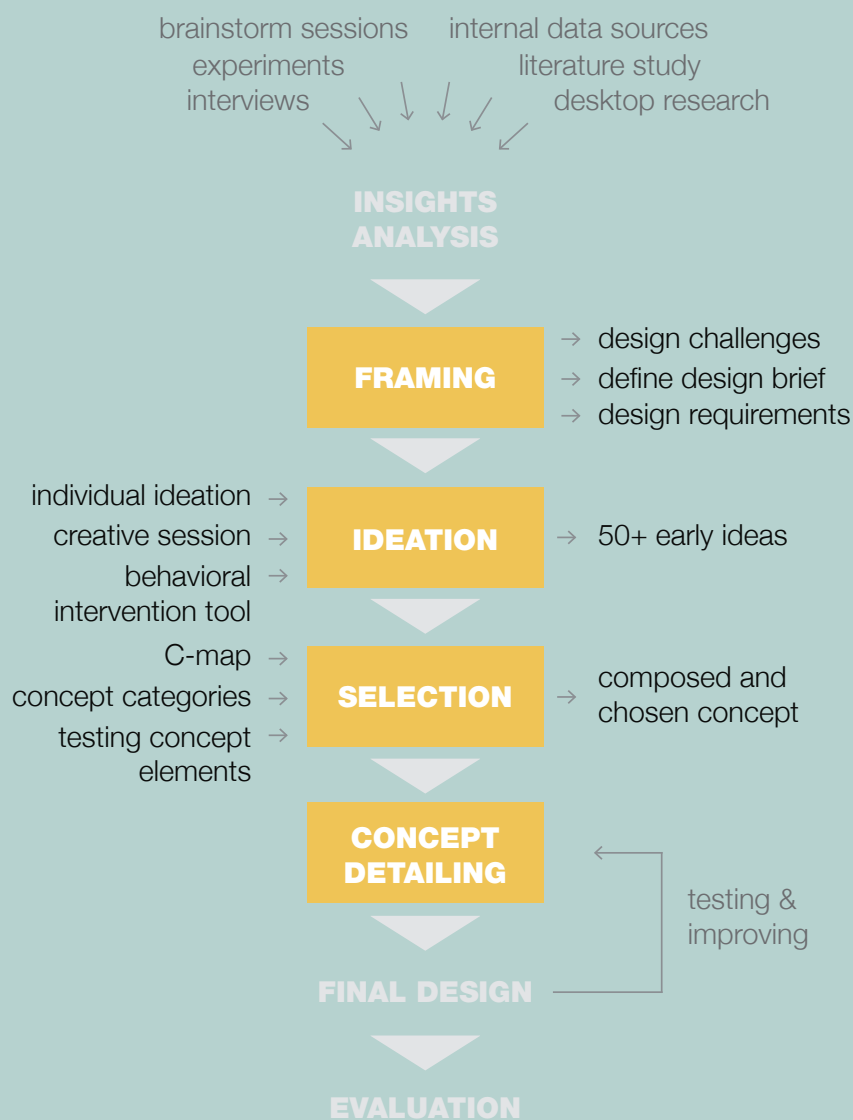 brainstorm sessions internal data sources
experiments literature study
interviews desktop research
INSIGHTS
ANALYSIS
FRAMING
→ design challenges
→ define design brief
→ design requirements
individual ideation →
creative session →
behavioral →
intervention tool
IDEATION
→ 50+ early ideas
C-map →
concept categories →
testing concept →
elements
SELECTION
→ composed and
chosen concept
CONCEPT
DETAILING
testing &
improving
FINAL DESIGN
EVALUATION